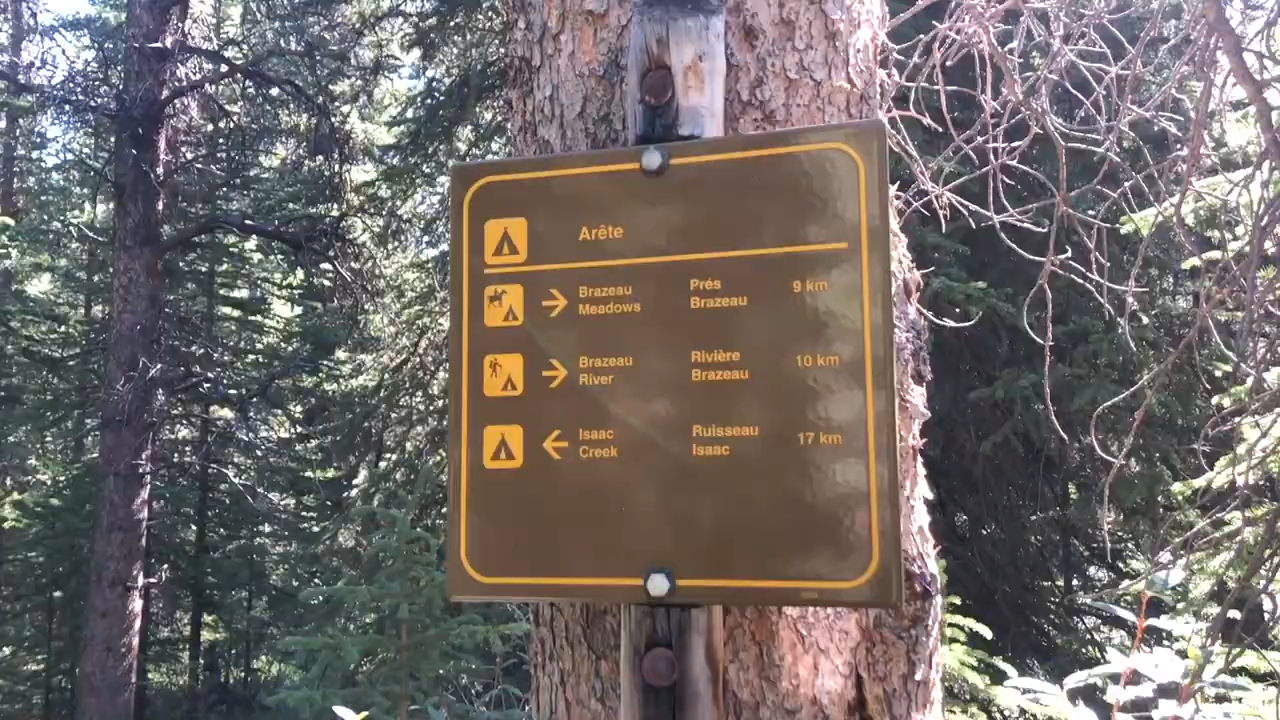 Arête
Brazeau Meadows Prés Brazeau 9 km
Brazeau River Rivière Brazeau 10 km
Isaac Creek Ruisseau Isaac 17 km